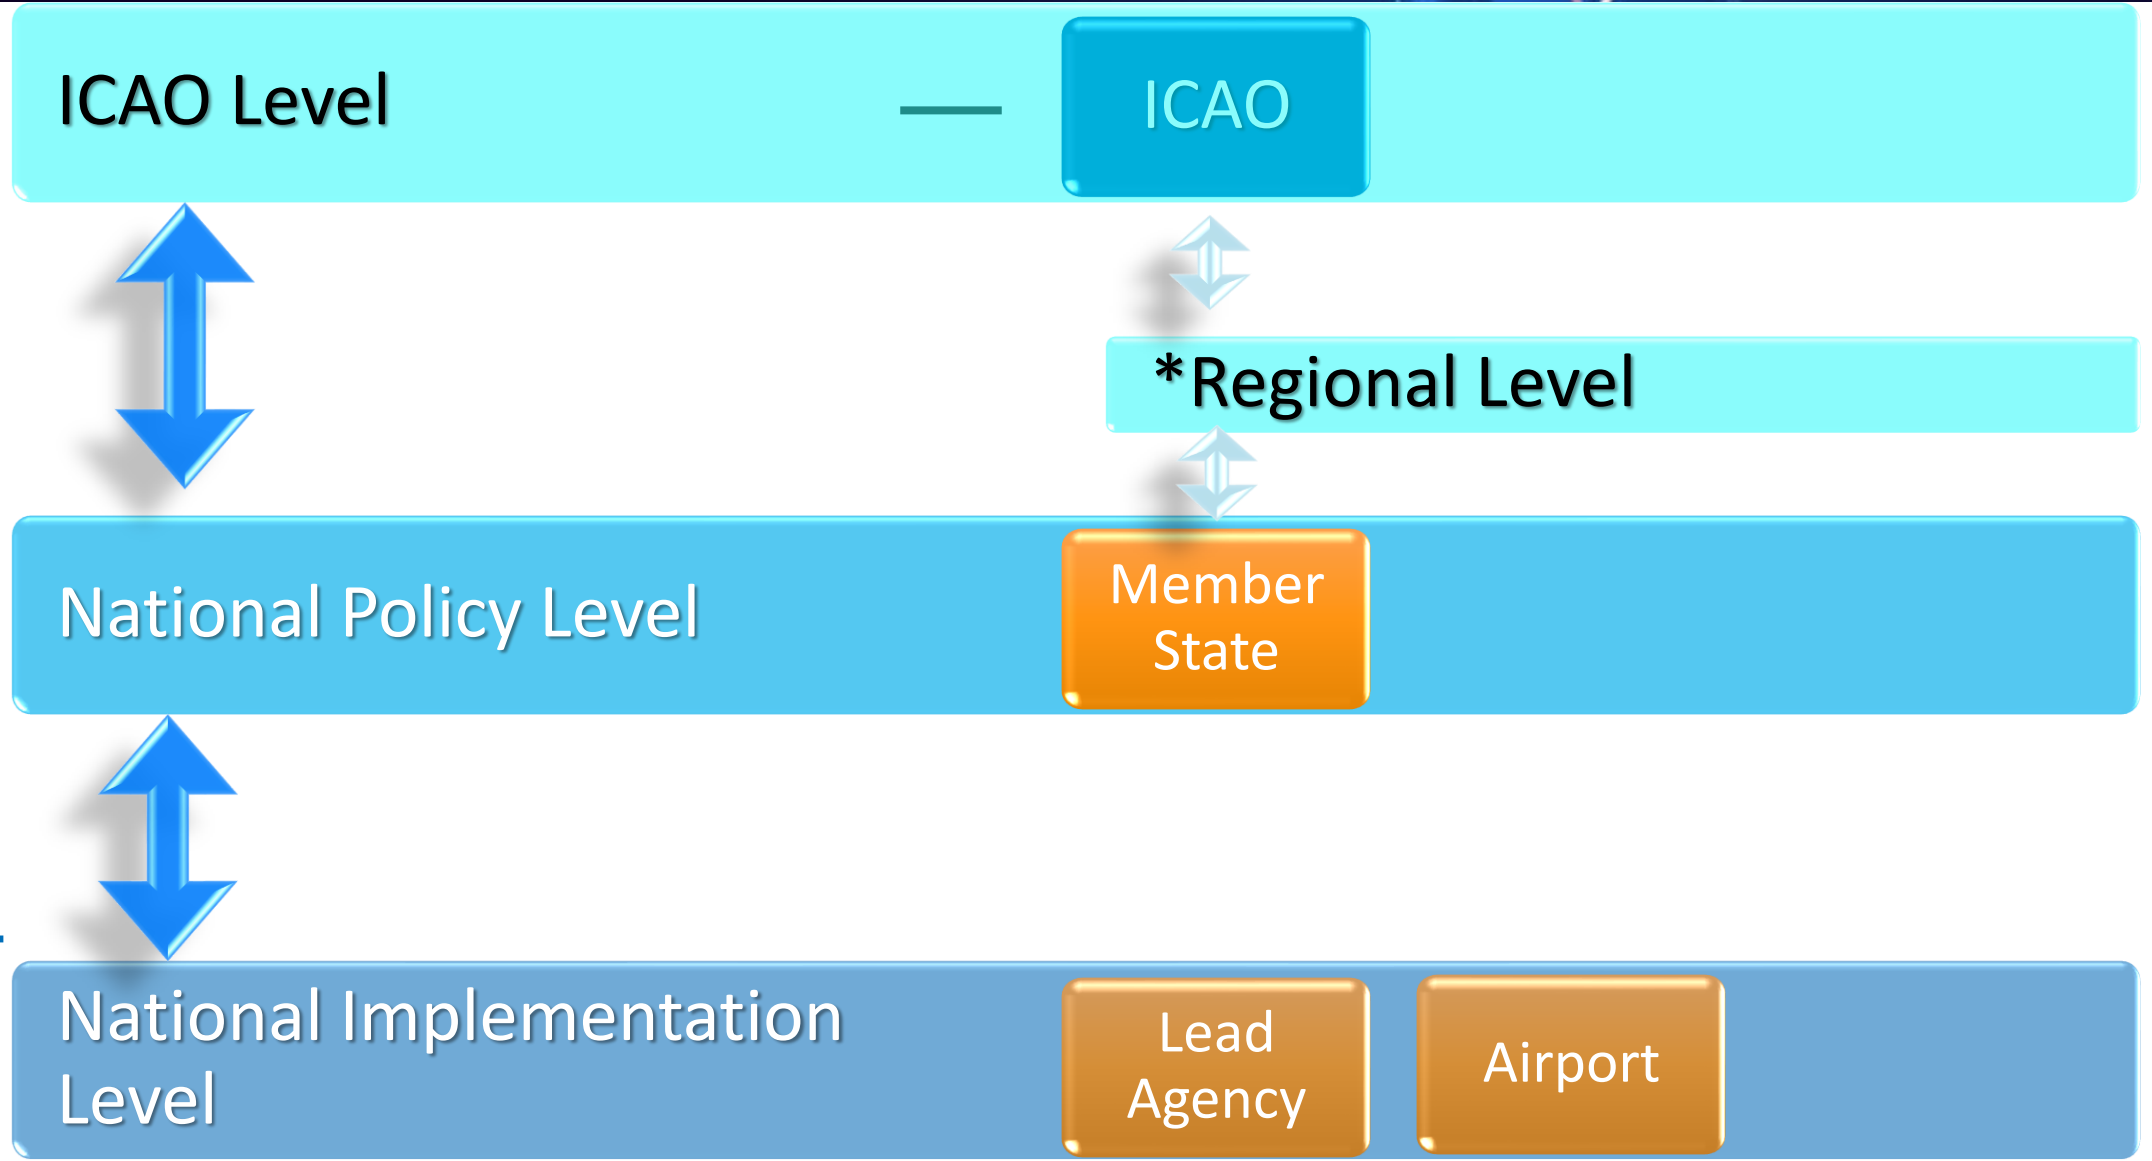 ICAO Level
ICAO
*Regional Level
National Policy Level
Member
State
National Implementation
Level
Lead
Agency
Airport